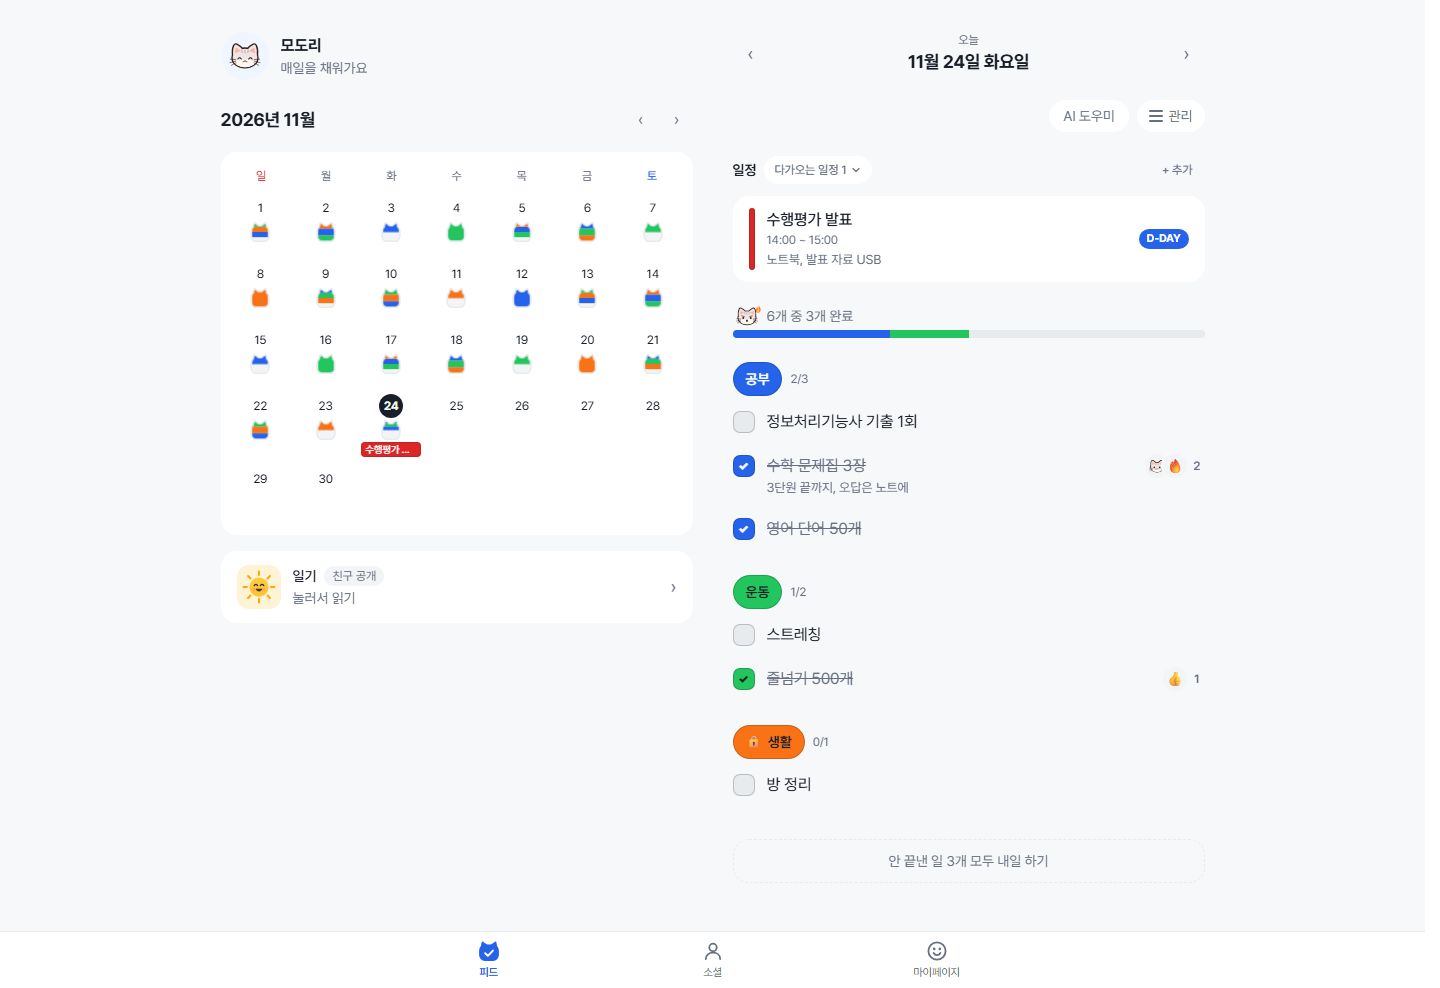 모도리
매일을 채워가요
2026년 11월
‹ ›
일 월 화 수 목 금 토
1 2 3 4 5 6 7
8 9 10 11 12 13 14
15 16 17 18 19 20 21
22 23 24 25 26 27 28
수행평가 ...
29 30
일기 친구 공개
눌러서 읽기
›
오늘
‹ 11월 24일 화요일 ›
AI 도우미
관리
일정 다가오는 일정 1
+ 추가
수행평가 발표
14:00 – 15:00
노트북, 발표 자료 USB
D-DAY
6개 중 3개 완료
공부 2/3
정보처리기능사 기출 1회
수학 문제집 3장 2
3단원 끝까지, 오답은 노트에
영어 단어 50개
운동 1/2
스트레칭
줄넘기 500개 1
생활 0/1
방 정리
안 끝낸 일 3개 모두 내일 하기
피드
소셜
마이페이지